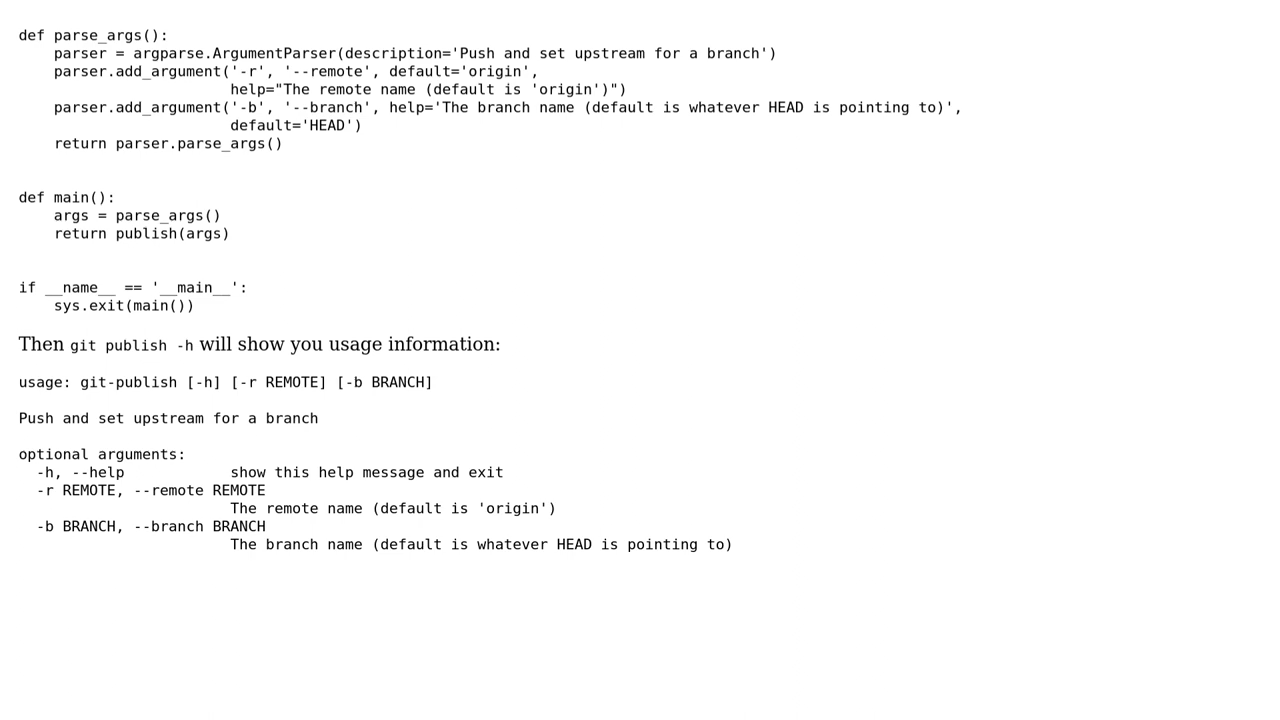 def parse_args():
    parser = argparse.ArgumentParser(description='Push and set upstream for a branch')
    parser.add_argument('-r', '--remote', default='origin',
                        help="The remote name (default is 'origin')")
    parser.add_argument('-b', '--branch', help='The branch name (default is whatever HEAD is pointing to)',
                        default='HEAD')
    return parser.parse_args()


def main():
    args = parse_args()
    return publish(args)


if __name__ == '__main__':
    sys.exit(main())

Then git publish -h will show you usage information:

usage: git-publish [-h] [-r REMOTE] [-b BRANCH]

Push and set upstream for a branch

optional arguments:
  -h, --help            show this help message and exit
  -r REMOTE, --remote REMOTE
                        The remote name (default is 'origin')
  -b BRANCH, --branch BRANCH
                        The branch name (default is whatever HEAD is pointing to)